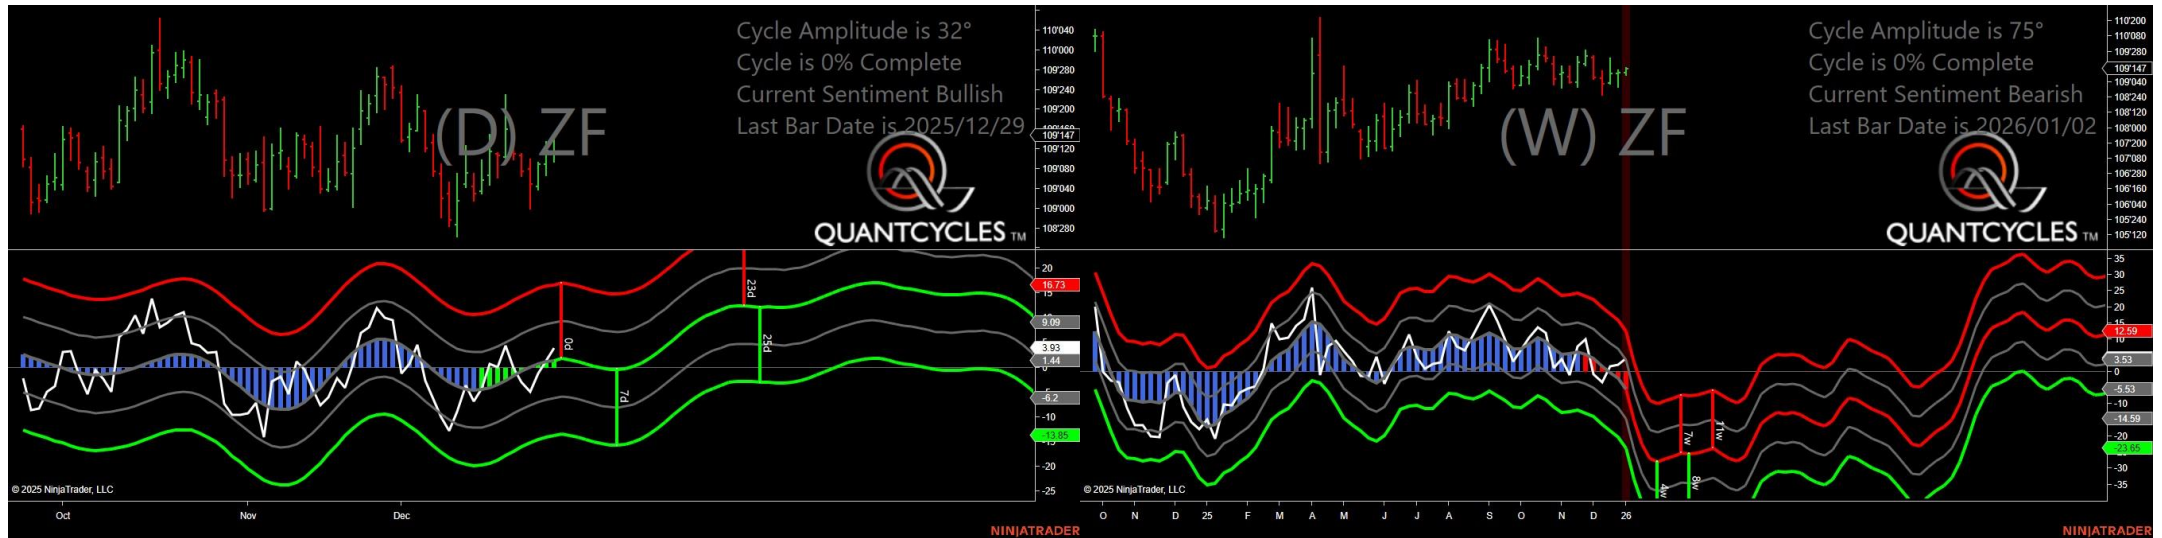 Cycle Amplitude is 32°
Cycle is 0% Complete
Current Sentiment Bullish
Last Bar Date is 2025/12/29
(D) ZF
QUANTCYCLES TM
110'040
110'000
109'280
109'240
109'200
109'147
109'120
109'080
109'040
109'000
108'280
20
16.73
15
9.09
3.93
1.44
0
-5
-6.2
-10
-13.85
-20
-25
0d
7d
23d
25d
© 2025 NinjaTrader, LLC
Oct Nov Dec
NINJATRADER
Cycle Amplitude is 75°
Cycle is 0% Complete
Current Sentiment Bearish
Last Bar Date is 2026/01/02
(W) ZF
QUANTCYCLES TM
110'200
110'080
109'280
109'147
109'040
108'240
108'120
108'000
107'200
107'080
106'280
106'160
106'040
105'240
105'120
35
30
25
20
15
12.59
3.53
0
-5.53
-10
-14.59
-20
-23.65
-30
-35
4w
7w
8w
11w
© 2025 NinjaTrader, LLC
O N D 25 F M A M J J A S O N D 26
NINJATRADER